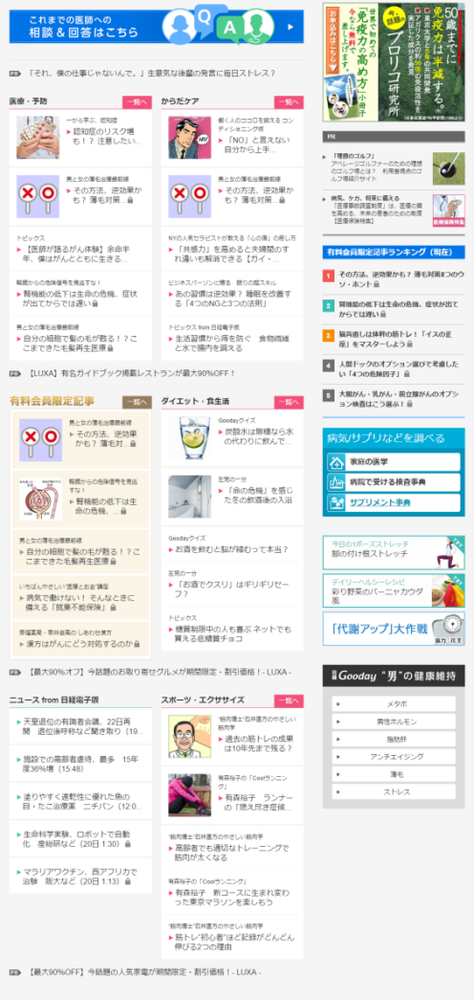 これまでの医師への
相談 & 回答はこちら
Q
A
PR 「それ、僕の仕事じゃないんで。」生意気な後輩の発言に毎日ストレス？
医療・予防
一覧へ
一から学ぶ、認知症
認知症のリスク増
も！？ 注意したい...
男と女の薄毛治療最前線
その方法、逆効果か
も？ 薄毛対策...
トピックス
【医師が語るがん体験】余命半
年、僕はがんとともに生きる...
腎臓からの危険信号を見逃すな！
腎機能の低下は生命の危機、症状
が出てからでは遅い
男と女の薄毛治療最前線
自分の細胞で髪の毛が甦る！？こ
こまできた毛髪再生医療
からだケア
一覧へ
働く人のココロを鍛える コン
ディショニング術
「NO」と言えない
自分から上手...
男と女の薄毛治療最前線
その方法、逆効果か
も？ 薄毛対策...
NYの人気セラピストが教える「心の傷」の癒し方
「共感力」を高めると夫婦間のす
れ違いも解消できる【ガイ・...
ビジネスパーソンに贈る 眠りの超スキル
あの習慣は逆効果？ 睡眠を改善す
る「4つのNGと3つの法則」
トピックス from 日経電子版
生活習慣から痔を防ぐ 食物繊維
と水で腸内を調整
PR 【LUXA】有名ガイドブック掲載レストランが最大90%OFF！
有料会員限定記事
一覧へ
男と女の薄毛治療最前線
その方法、逆効果
かも？ 薄毛対...
腎臓からの危険信号を見逃
すな！
腎機能の低下は生
命の危機、...
男と女の薄毛治療最前線
自分の細胞で髪の毛が甦る！？こ
こまできた毛髪再生医療
いちばんやさしい“医療とお金”講座
病気で働けない！ そんなときに
備える「就業不能保険」
幸福薬局・幸井俊高の しあわせ漢方
漢方はがんにどう対処するのか
ダイエット・食生活
一覧へ
Goodayクイズ
炭酸水は無糖なら水
の代わりに飲んで...
左党の一分
「命の危機」を感じ
た冬の飲酒後の入浴
Goodayクイズ
お酒を飲むと脳が縮むって本当？
左党の一分
「お酒でクスリ」はギリギリセー
フ？
トピックス
糖質制限中の人も喜ぶ ネットでも
買える低糖質チョコ
PR 【最大90%オフ】今話題のお取り寄せグルメが期間限定・割引価格！- LUXA -
ニュース from 日経電子版
天皇退位の有識者会議、22日再
開 退位後呼称など聞き取り（19...
施設での高齢者虐待、最多 15年
度36%増（15:48）
塗りやすく速乾性に優れた魚の
目・たこ治療薬 ニチバン（12:0...
生命科学実験、ロボットで自動
化 産総研など（20日 1:30）
マラリアワクチン、西アフリカで
治験 阪大など（20日 1:13）
スポーツ・エクササイズ
一覧へ
“筋肉博士”石井直方のやさしい
筋肉学
過去の筋トレの成果
は10年先まで残る？
有森裕子の「Coolランニン
グ」
有森裕子 ランナー
の「燃え尽き症候...
“筋肉博士”石井直方のやさしい筋肉学
高齢者でも適切なトレーニングで
筋肉が太くなる
有森裕子の「Coolランニング」
有森裕子 新コースに生まれ変わ
った東京マラソンを楽しもう
“筋肉博士”石井直方のやさしい筋肉学
筋トレ“初心者”ほど記録がどんどん
伸びる2つの理由
PR 【最大90%OFF】今話題の人気家電が期間限定・割引価格！- LUXA -
50歳までに
免疫力は半減する。
今、話題の
ブロリコ研究所
世界で初めての
「免疫力の高め方」小冊子
今なら無料で
差し上げます。
お申込みはこちら
PR
「理想のゴルフ」
アベレージゴルファーのための理想
のゴルフ場とは？ 利用者視点のゴ
ルフ場紹介サイト
病気、ケガ、将来に備える
「医療事故調査制度」は、医療の質
を高める、未来の患者のための制度
【医療保険特集】
医療保険特集
有料会員限定記事ランキング（現在）
1 その方法、逆効果かも？ 薄毛対策8つのウ
ソ・ホント
2 腎機能の低下は生命の危機、症状が出て
からでは遅い
3 猫背直しは体幹の筋トレ！「イスの正
座」をマスターしよう
4 人間ドックのオプション選びで考慮した
い「4つの危険因子」
5 大腸がん・乳がん・前立腺がんのオプシ
ョン検査はこう選ぶ！
病気/サプリなどを調べる
家庭の医学
病院で受ける検査事典
サプリメント事典
今日の1ポーズストレッチ
脚の付け根ストレッチ
デイリーヘルシーレシピ
彩り野菜のバーニャカウダ
風
「代謝アップ」大作戦
協力 花王
日経Gooday “男”の健康維持
メタボ
男性ホルモン
脂肪肝
アンチエイジング
薄毛
ストレス